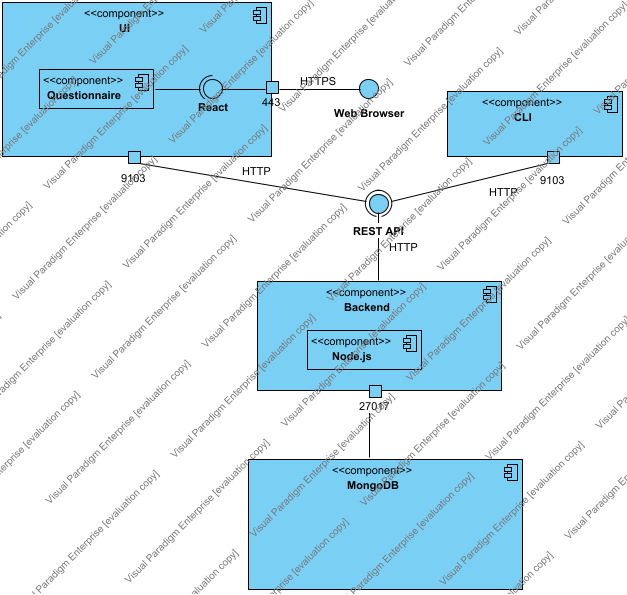 <<component>>
UI
<<component>>
Questionnaire
React
443
HTTPS
Web Browser
<<component>>
CLI
9103
HTTP
9103
HTTP
REST API
HTTP
<<component>>
Backend
<<component>>
Node.js
27017
<<component>>
MongoDB
Visual Paradigm Enterprise [evaluation copy]